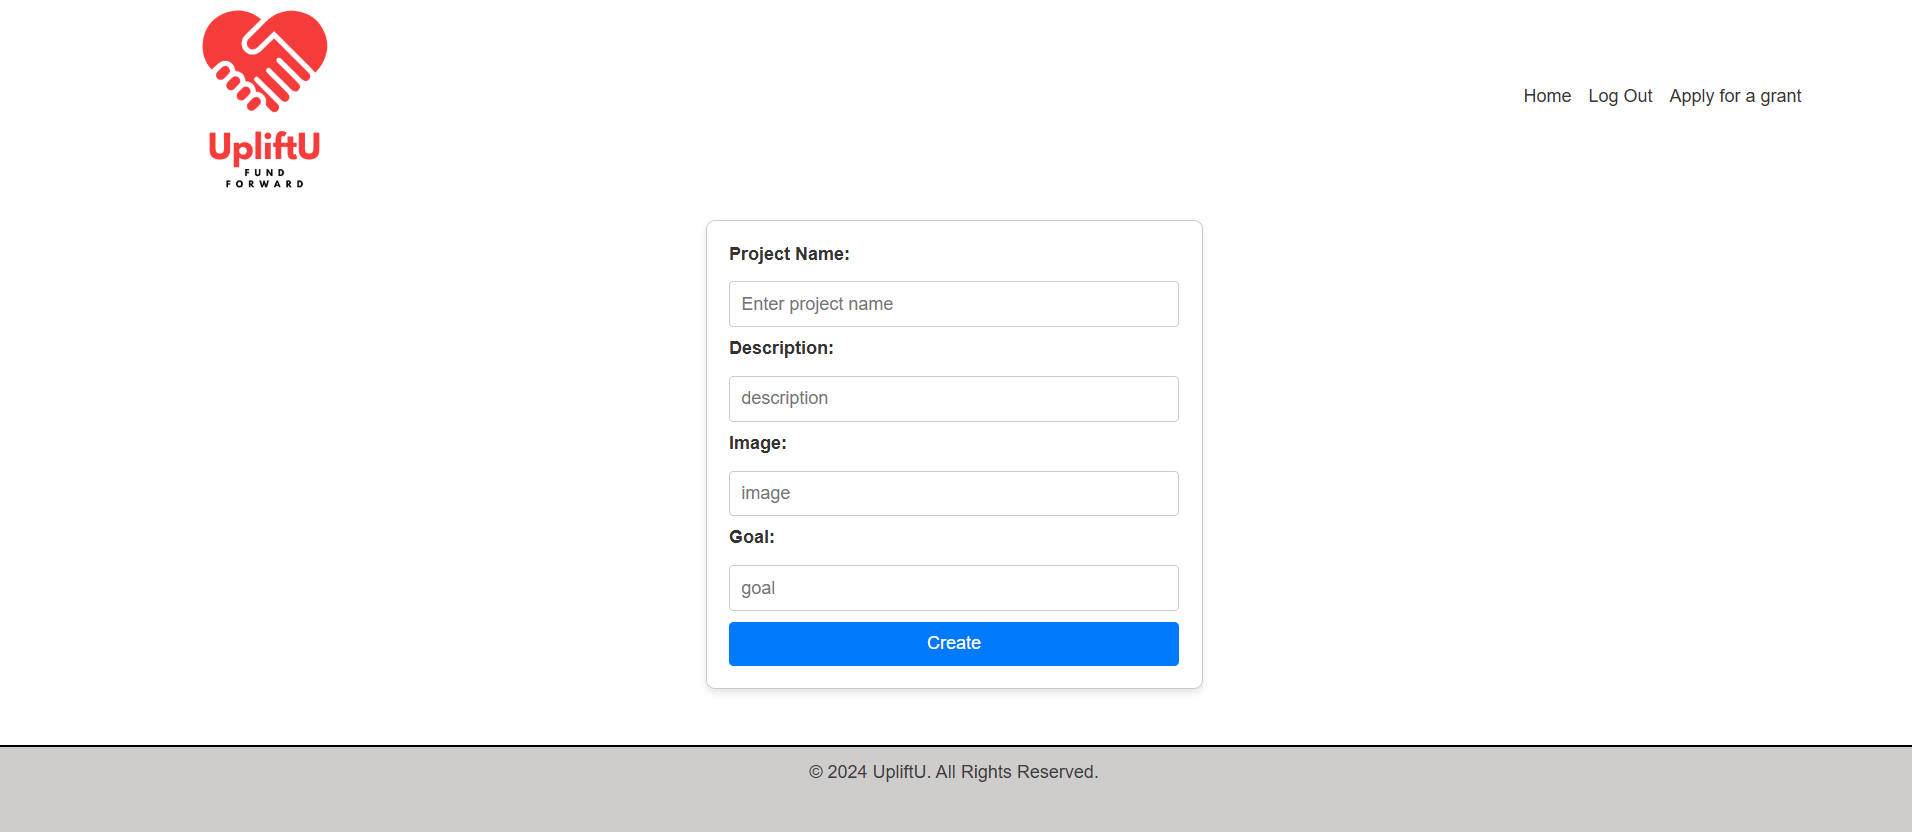 UpliftU
FUND
FORWARD
Home Log Out Apply for a grant
Project Name:
Enter project name
Description:
description
Image:
image
Goal:
goal
Create
© 2024 UpliftU. All Rights Reserved.